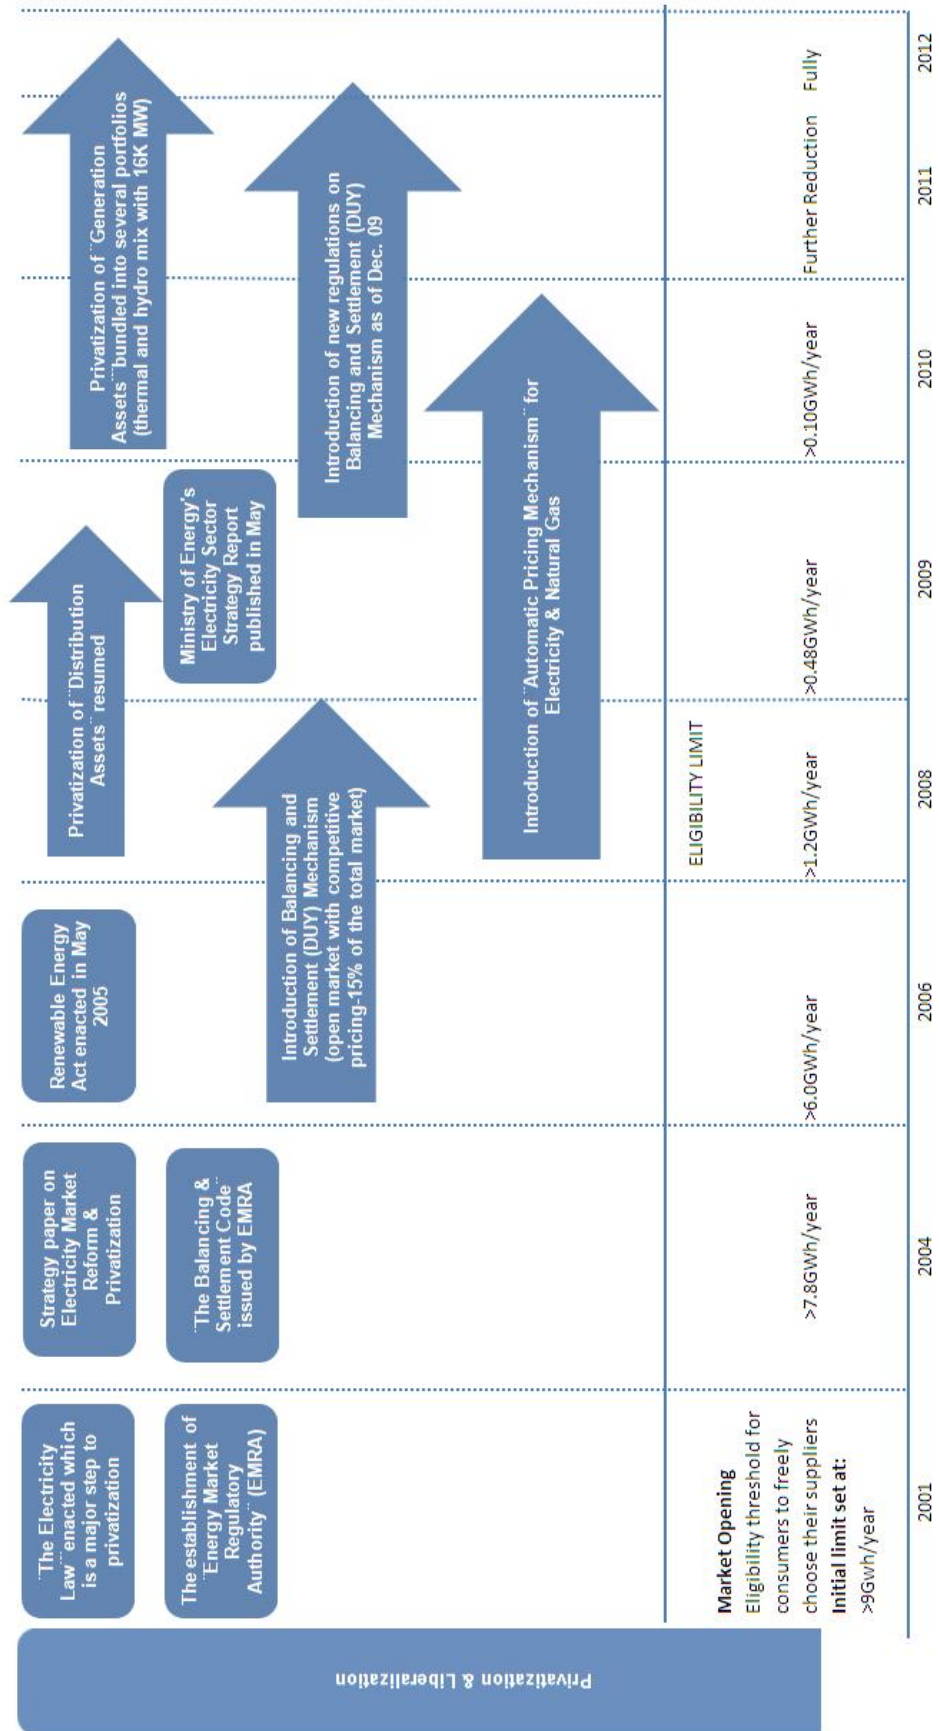 Privatization & Liberalization
¨The Electricity
Law¨ enacted which
is a major step to
privatization
The establishment of
¨Energy Market
Regulatory
Authority¨ (EMRA)
Strategy paper on
Electricity Market
Reform &
Privatization
¨The Balancing &
Settlement Code¨
issued by EMRA
Renewable Energy
Act enacted in May
2005
Introduction of Balancing and
Settlement (DUY) Mechanism
(open market with competitive
pricing-15% of the total market)
Privatization of ¨Distribution
Assets¨ resumed
Ministry of Energy's
Electricity Sector
Strategy Report
published in May
Introduction of ¨Automatic Pricing Mechanism¨ for
Electricity & Natural Gas
Privatization of ¨Generation
Assets¨ bundled into several portfolios
(thermal and hydro mix with 16K MW)
Introduction of new regulations on
Balancing and Settlement (DUY)
Mechanism as of Dec. 09
Market Opening
Eligibility threshold for
consumers to freely
choose their suppliers
Initial limit set at:
>9Gwh/year
ELIGIBILITY LIMIT
>7.8GWh/year
>6.0GWh/year
>1.2GWh/year
>0.48GWh/year
>0.10GWh/year
Further Reduction
Fully
2001
2004
2006
2008
2009
2010
2011
2012